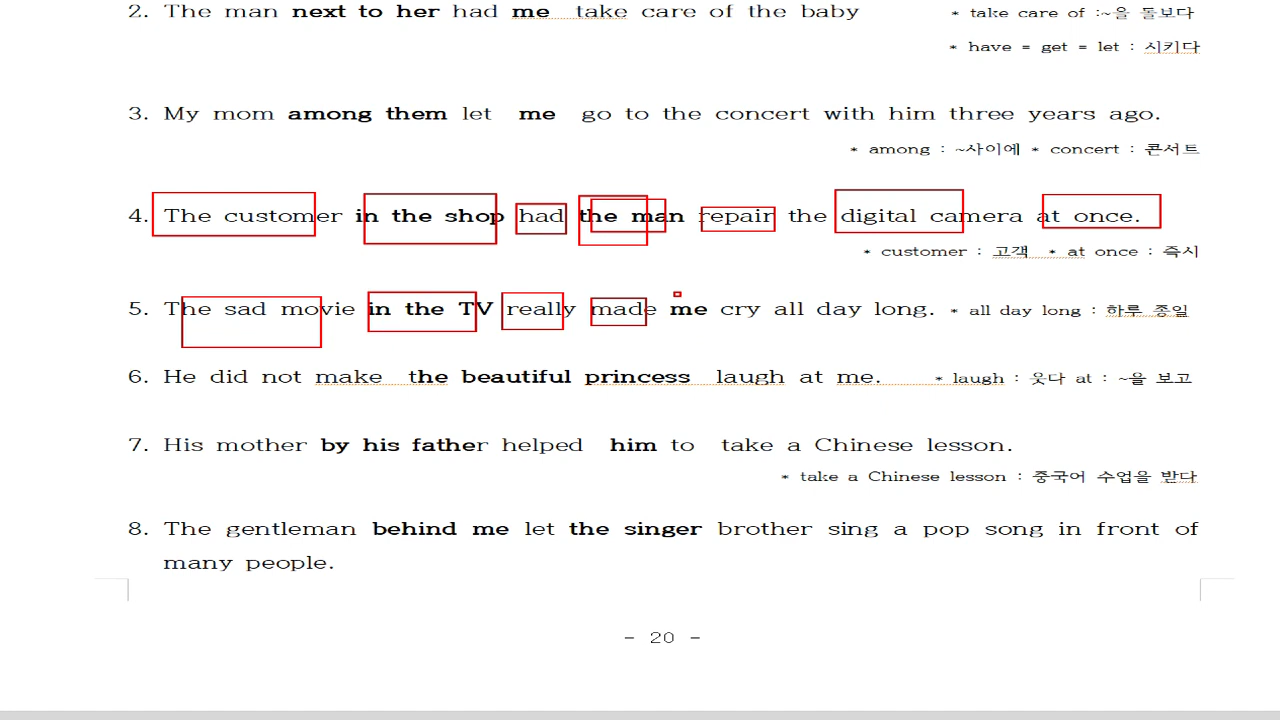 2. The man next to her had me take care of the baby * take care of :~을 돌보다
* have = get = let : 시키다
3. My mom among them let me go to the concert with him three years ago.
* among : ~사이에 * concert : 콘서트
4. The customer in the shop had the man repair the digital camera at once.
* customer : 고객 * at once : 즉시
5. The sad movie in the TV really made me cry all day long. * all day long : 하루 종일
6. He did not make the beautiful princess laugh at me. * laugh : 웃다 at : ~을 보고
7. His mother by his father helped him to take a Chinese lesson.
* take a Chinese lesson : 중국어 수업을 받다
8. The gentleman behind me let the singer brother sing a pop song in front of
many people.
- 20 -